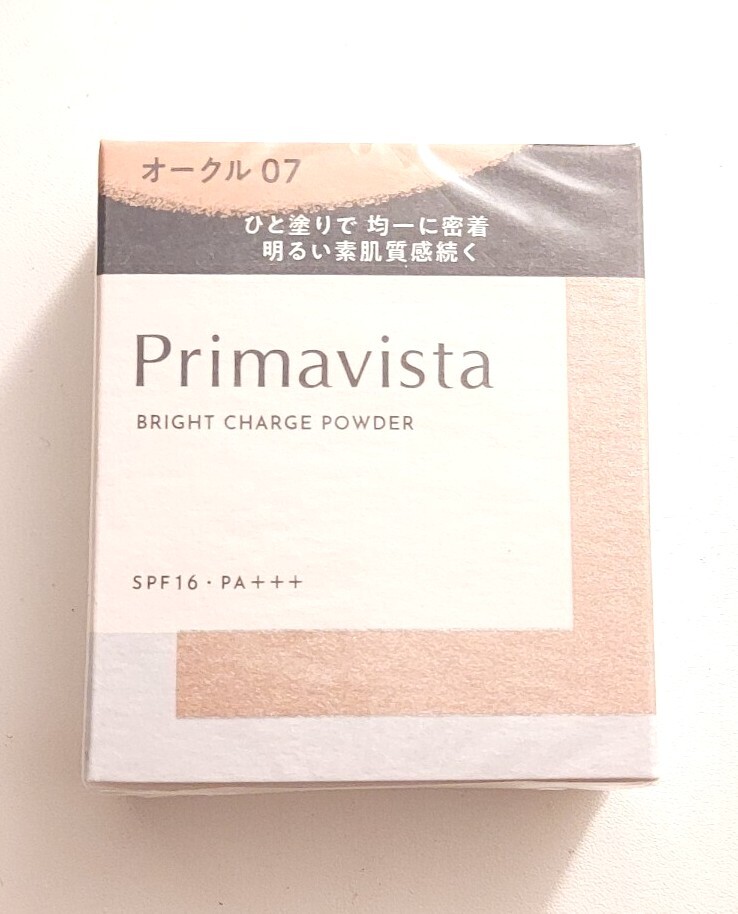 オークル 07
ひと塗りで 均一に密着
明るい素肌質感続く
Primavista
BRIGHT CHARGE POWDER
SPF16・PA+++